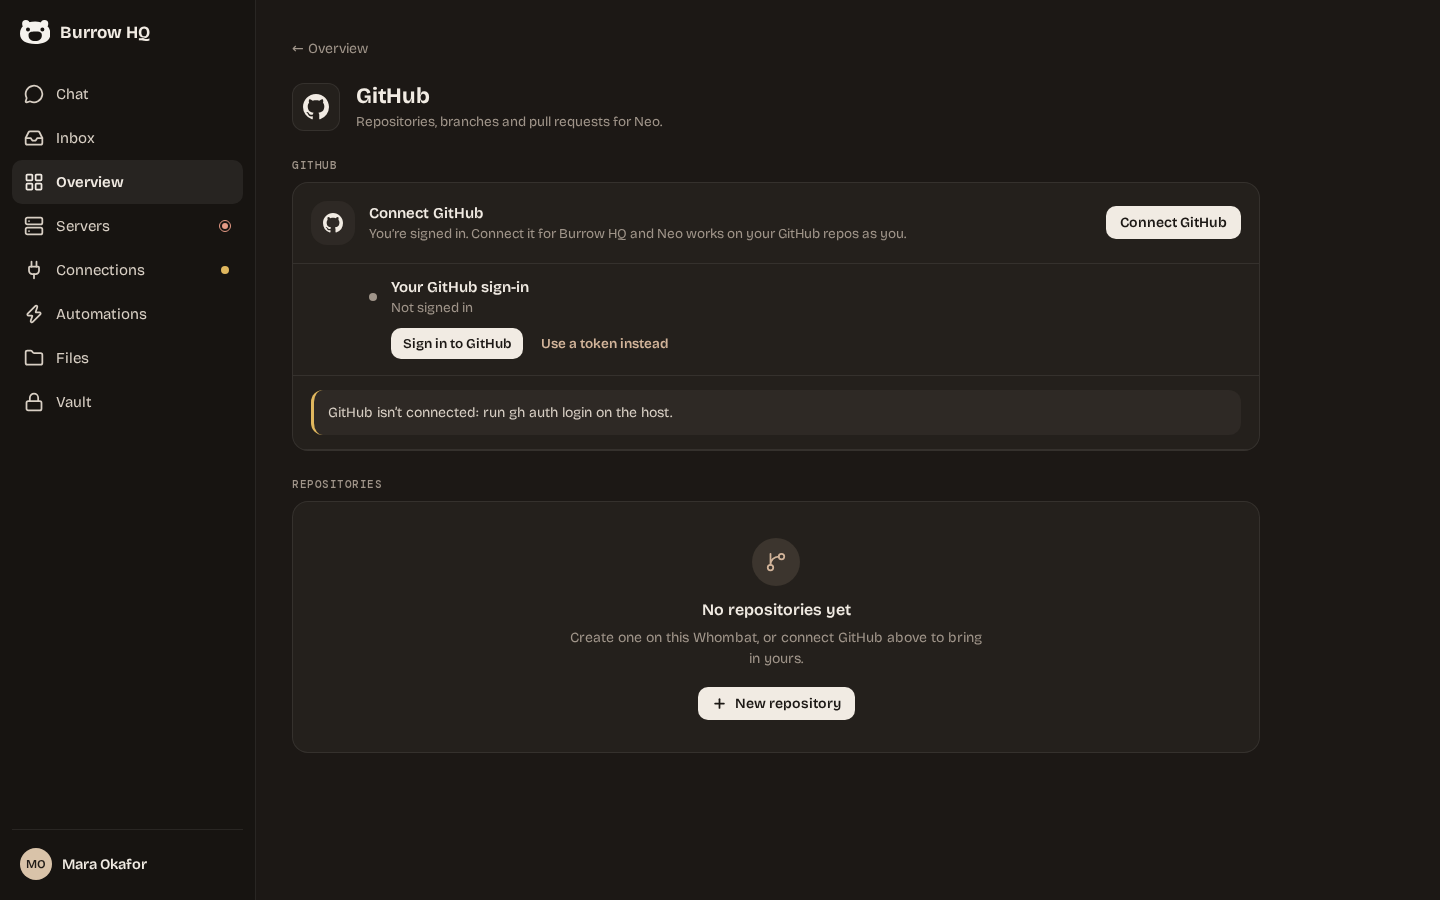 Burrow HQ
Chat
Inbox
Overview
Servers
Connections
Automations
Files
Vault
MO
Mara Okafor
← Overview
GitHub
Repositories, branches and pull requests for Neo.
GITHUB
Connect GitHub
You're signed in. Connect it for Burrow HQ and Neo works on your GitHub repos as you.
Connect GitHub
Your GitHub sign-in
Not signed in
Sign in to GitHub
Use a token instead
GitHub isn't connected: run gh auth login on the host.
REPOSITORIES
No repositories yet
Create one on this Whombat, or connect GitHub above to bring
in yours.
+ New repository